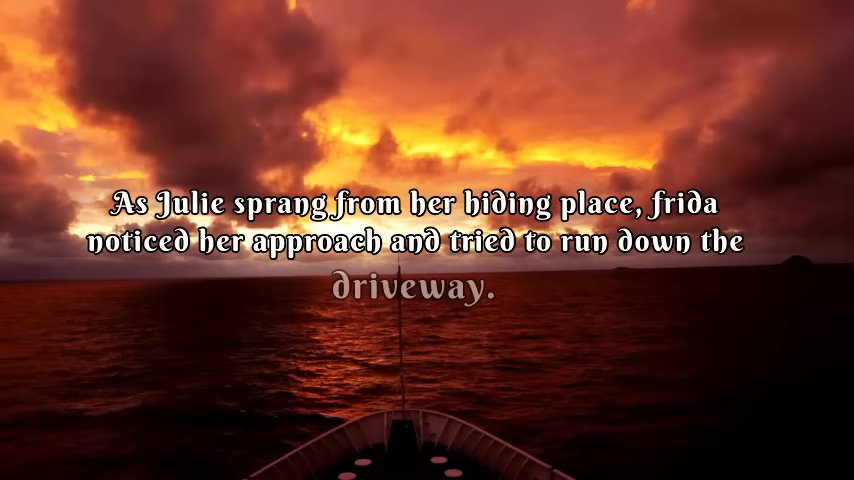 As Julie sprang from her hiding place, frida
noticed her approach and tried to run down the
driveway.